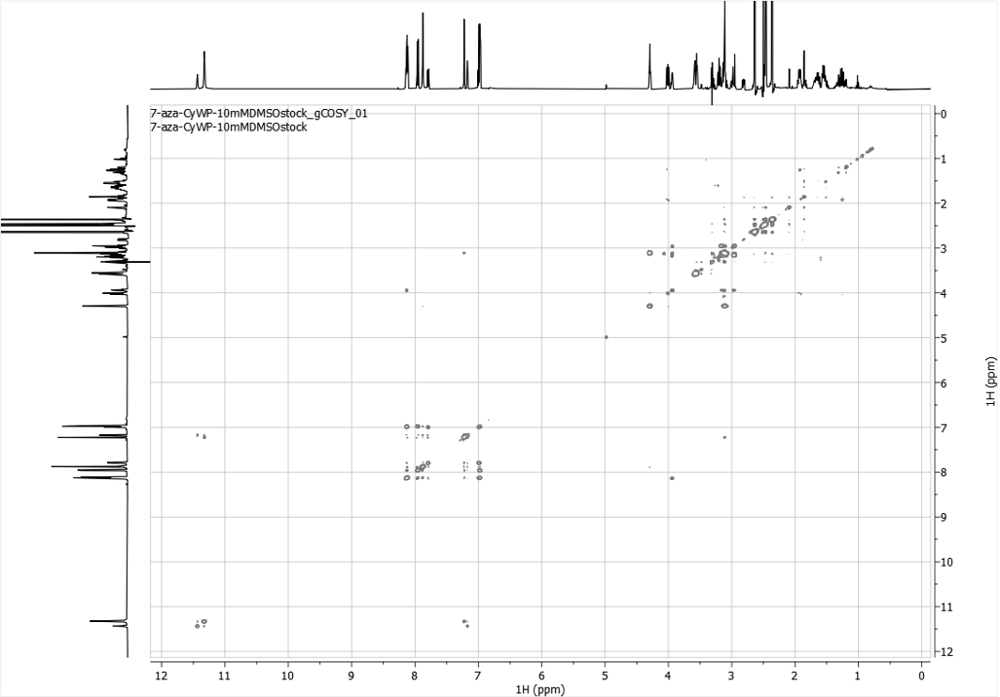 7-aza-CyWP-10mMDMSOstock_gCOSY_01
7-aza-CyWP-10mMDMSOstock
0
1
2
3
4
5
6
7
8
9
10
11
12
1H (ppm)
12 11 10 9 8 7 6 5 4 3 2 1 0
1H (ppm)